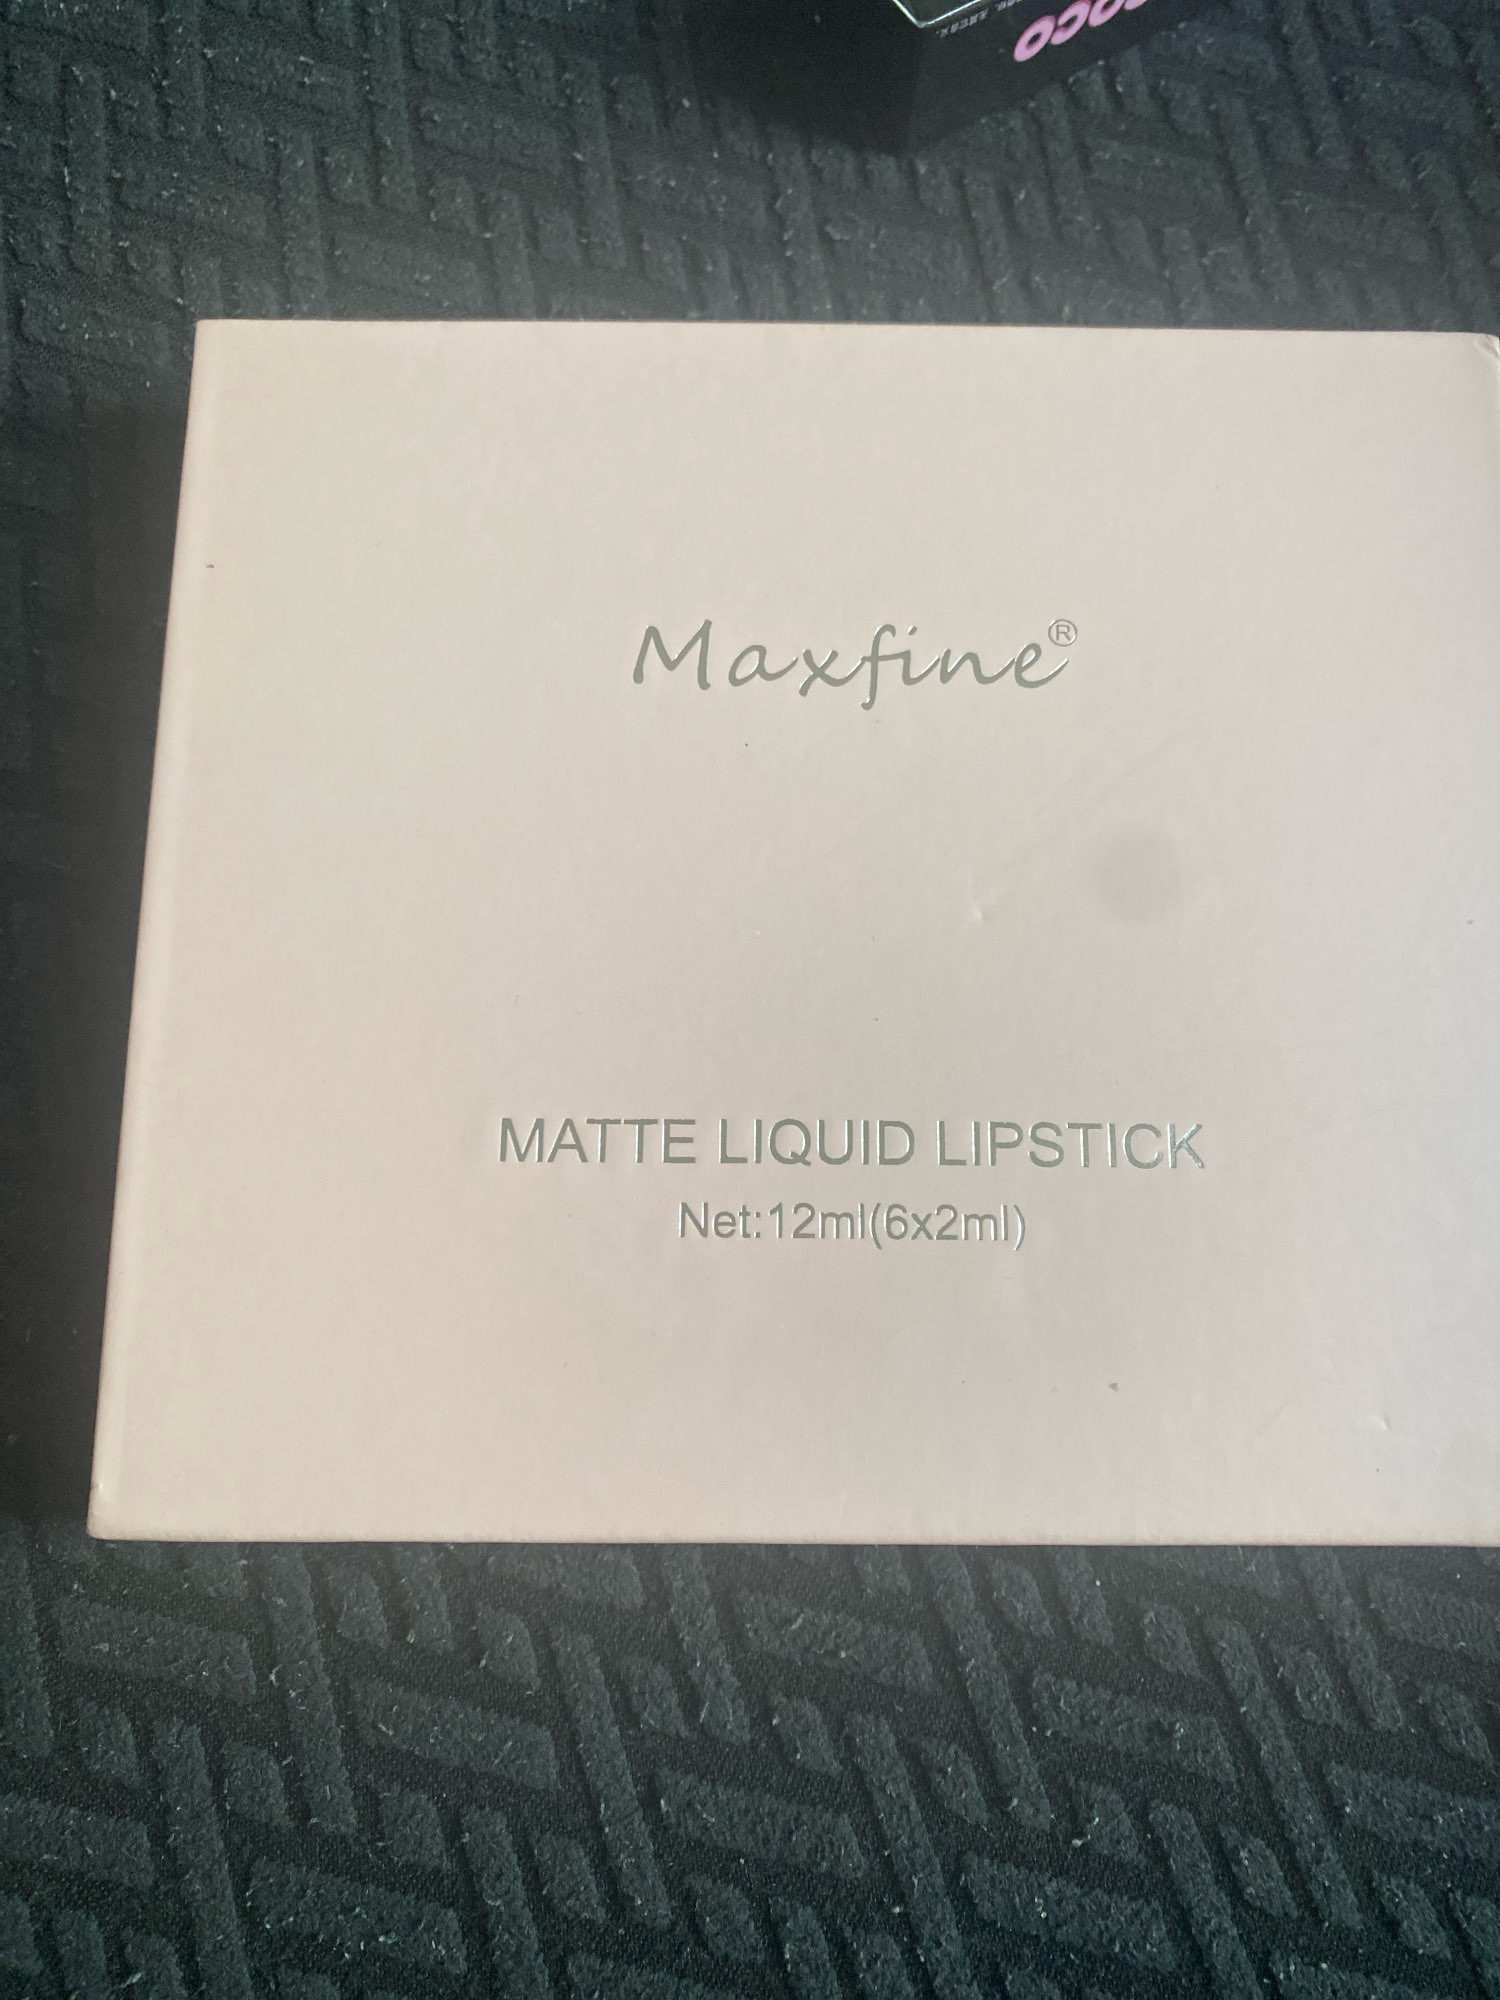 Maxfine®
MATTE LIQUID LIPSTICK
Net:12ml(6x2ml)